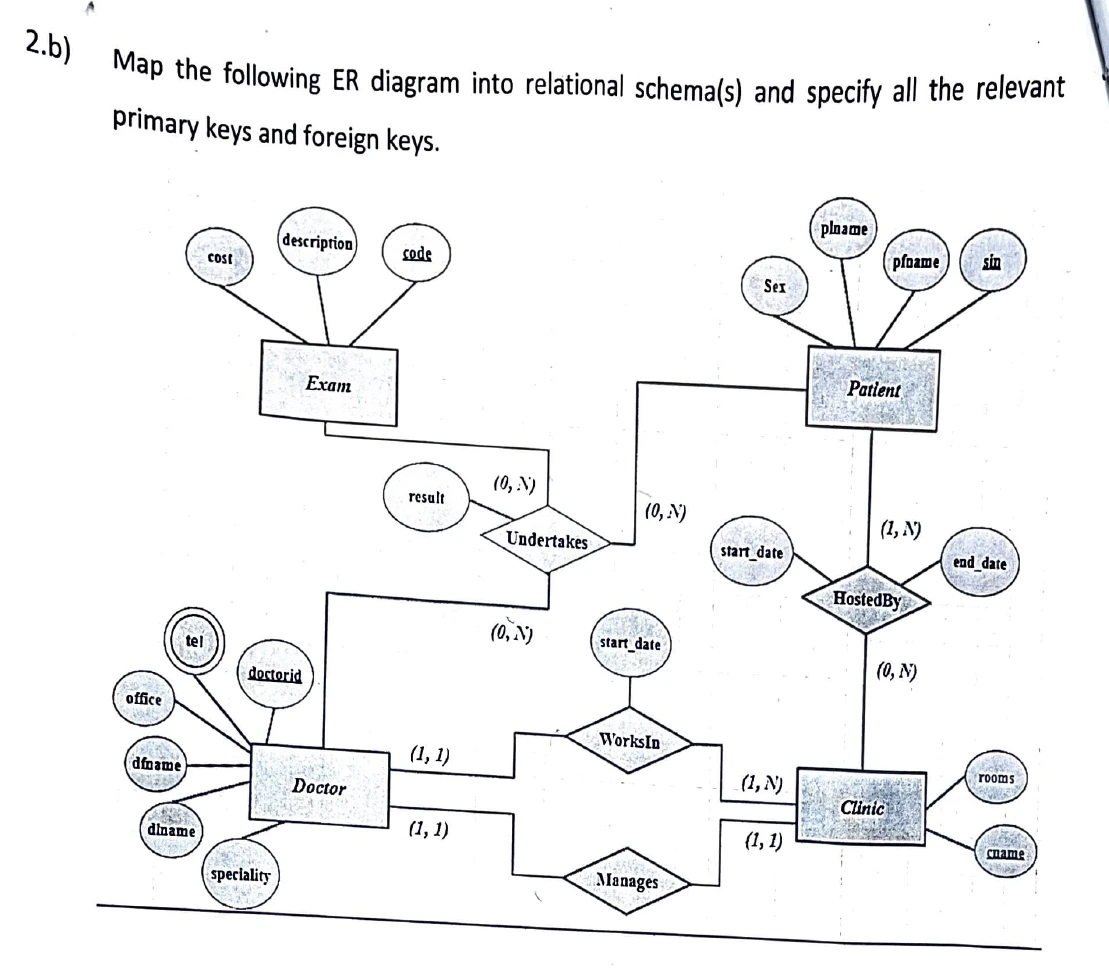 2.b)
Map the following ER diagram into relational schema(s) and specify all the relevant
primary keys and foreign keys.
cost
description
code
plname
pfname
sin
Sex
Exam
Patient
result
(0, N)
(0, N)
Undertakes
start_date
(1, N)
end_date
HostedBy
(0, N)
(0, N)
start_date
tel
doctorid
office
dfname
dlname
speciality
Doctor
(1, 1)
(1, 1)
WorksIn
Manages
(1, N)
(1, 1)
Clinic
rooms
cname